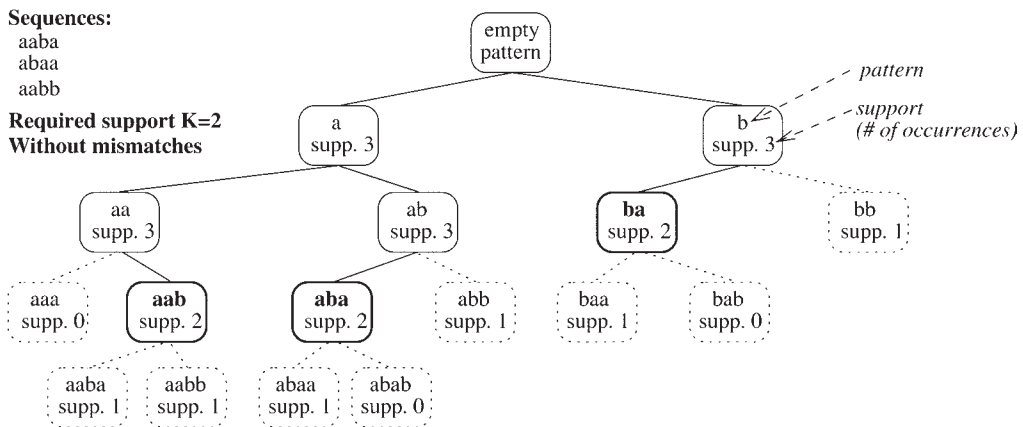 Sequences:
aaba
abaa
aabb
Required support K=2
Without mismatches
empty
pattern
pattern
support
(# of occurrences)
a
supp. 3
b
supp. 3
aa
supp. 3
ab
supp. 3
ba
supp. 2
bb
supp. 1
aaa
supp. 0
aab
supp. 2
aba
supp. 2
abb
supp. 1
baa
supp. 1
bab
supp. 0
aaba
supp. 1
aabb
supp. 1
abaa
supp. 1
abab
supp. 0